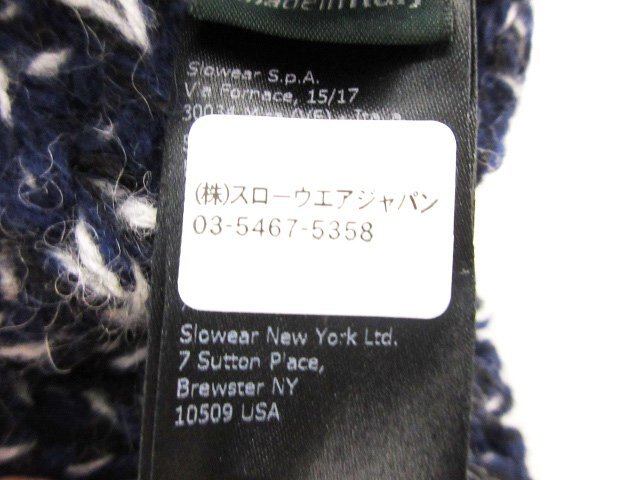 Slowear S.p.A.
Via Fornace, 15/17
(株)スローウエアジャパン
03-5467-5358
Slowear New York Ltd.
7 Sutton Place,
Brewster NY
10509 USA